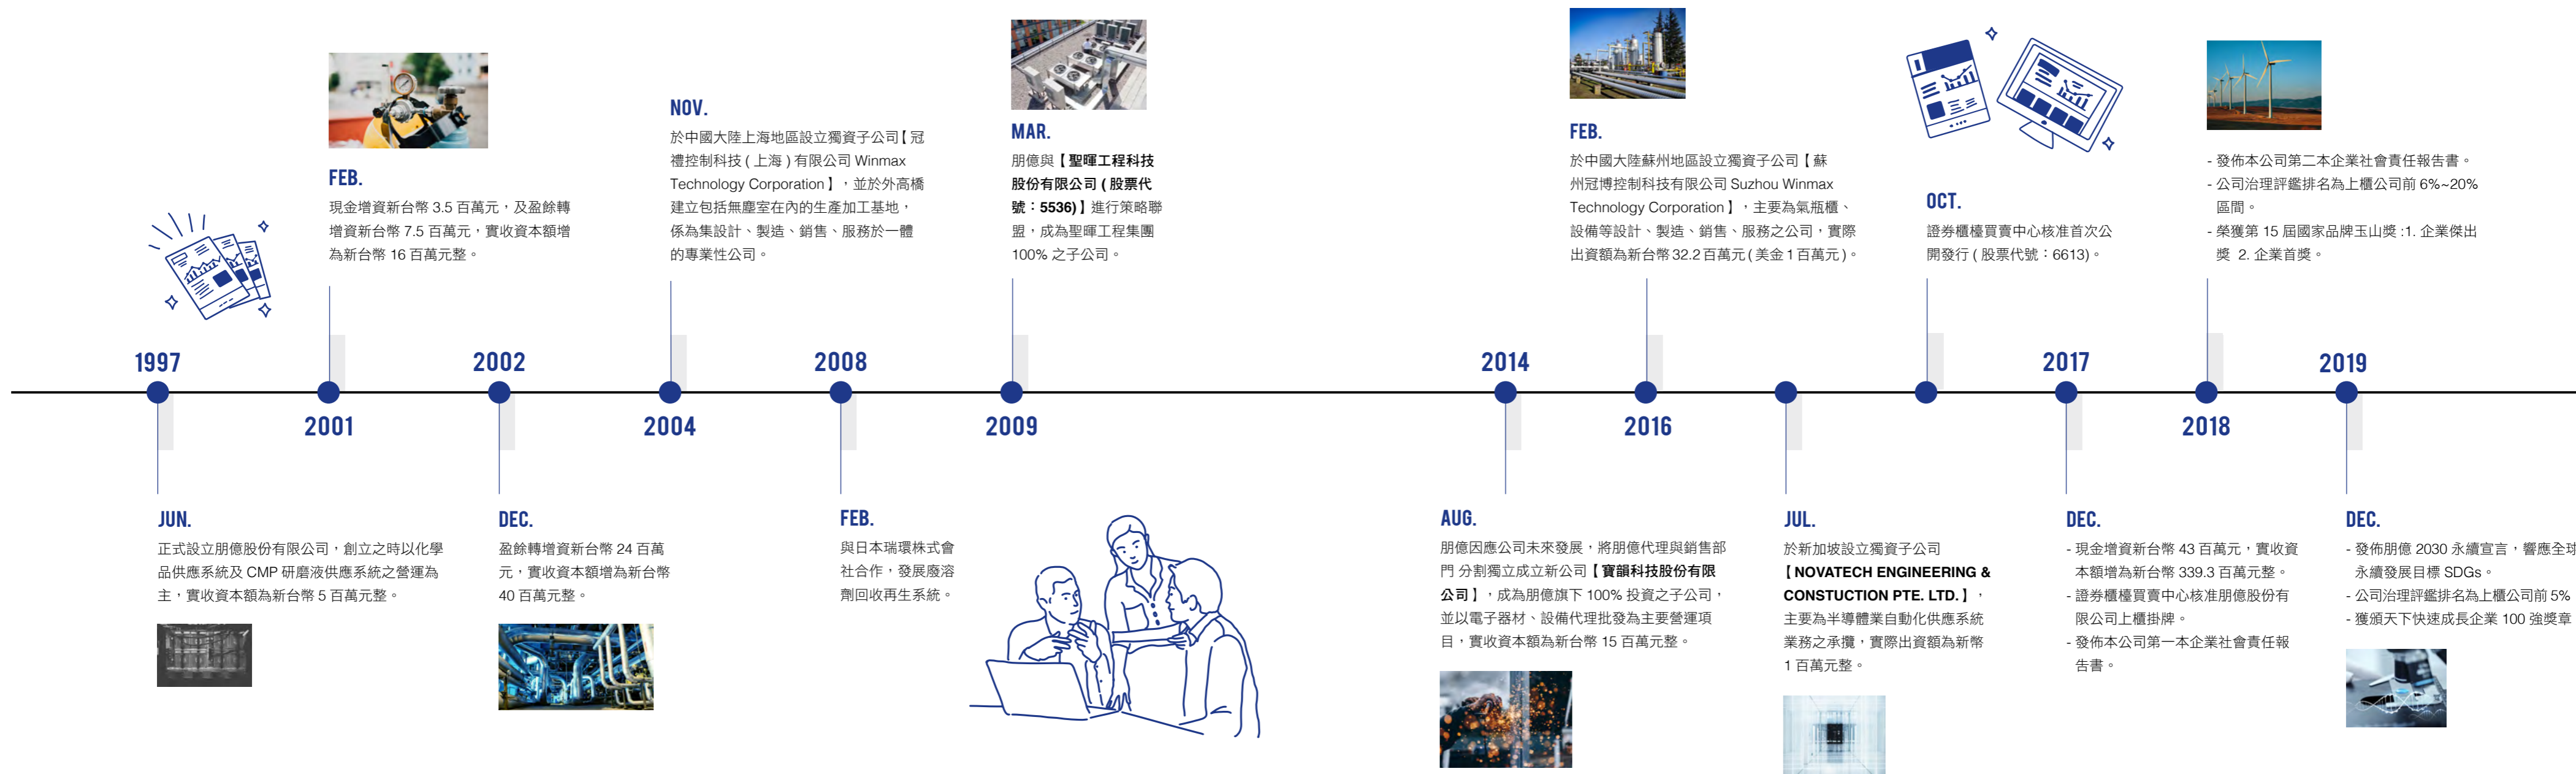 1997
JUN.
正式設立朋億股份有限公司，創立之時以化學
品供應系統及 CMP 研磨液供應系統之營運為
主，實收資本額為新台幣 5 百萬元整。
2001
FEB.
現金增資新台幣 3.5 百萬元，及盈餘轉
增資新台幣 7.5 百萬元，實收資本額增
為新台幣 16 百萬元整。
2002
DEC.
盈餘轉增資新台幣 24 百萬
元，實收資本額增為新台幣
40 百萬元整。
2004
NOV.
於中國大陸上海地區設立獨資子公司【冠
禮控制科技 ( 上海 ) 有限公司 Winmax
Technology Corporation】，並於外高橋
建立包括無塵室在內的生產加工基地，
係為集設計、製造、銷售、服務於一體
的專業性公司。
2008
FEB.
與日本瑞環株式會
社合作，發展廢溶
劑回收再生系統。
2009
MAR.
朋億與【聖暉工程科技
股份有限公司 ( 股票代
號：5536)】進行策略聯
盟，成為聖暉工程集團
100% 之子公司。
2014
AUG.
朋億因應公司未來發展，將朋億代理與銷售部
門 分割獨立成立新公司【寶韻科技股份有限
公司】，成為朋億旗下 100% 投資之子公司，
並以電子器材、設備代理批發為主要營運項
目，實收資本額為新台幣 15 百萬元整。
2016
FEB.
於中國大陸蘇州地區設立獨資子公司【蘇
州冠博控制科技有限公司 Suzhou Winmax
Technology Corporation】，主要為氣瓶櫃、
設備等設計、製造、銷售、服務之公司，實際
出資額為新台幣 32.2 百萬元 ( 美金 1 百萬元 )。
JUL.
於新加坡設立獨資子公司
【NOVATECH ENGINEERING &
CONSTUCTION PTE. LTD.】，
主要為半導體業自動化供應系統
業務之承攬，實際出資額為新幣
1 百萬元整。
OCT.
證券櫃檯買賣中心核准首次公
開發行 ( 股票代號：6613)。
2017
DEC.
- 現金增資新台幣 43 百萬元，實收資
本額增為新台幣 339.3 百萬元整。
- 證券櫃檯買賣中心核准朋億股份有
限公司上櫃掛牌。
- 發佈本公司第一本企業社會責任報
告書。
2018
- 發佈本公司第二本企業社會責任報告書。
- 公司治理評鑑排名為上櫃公司前 6%~20%
區間。
- 榮獲第 15 屆國家品牌玉山獎 :1. 企業傑出
獎 2. 企業首獎。
2019
DEC.
- 發佈朋億 2030 永續宣言，響應全球
永續發展目標 SDGs。
- 公司治理評鑑排名為上櫃公司前 5%
- 獲頒天下快速成長企業 100 強獎章